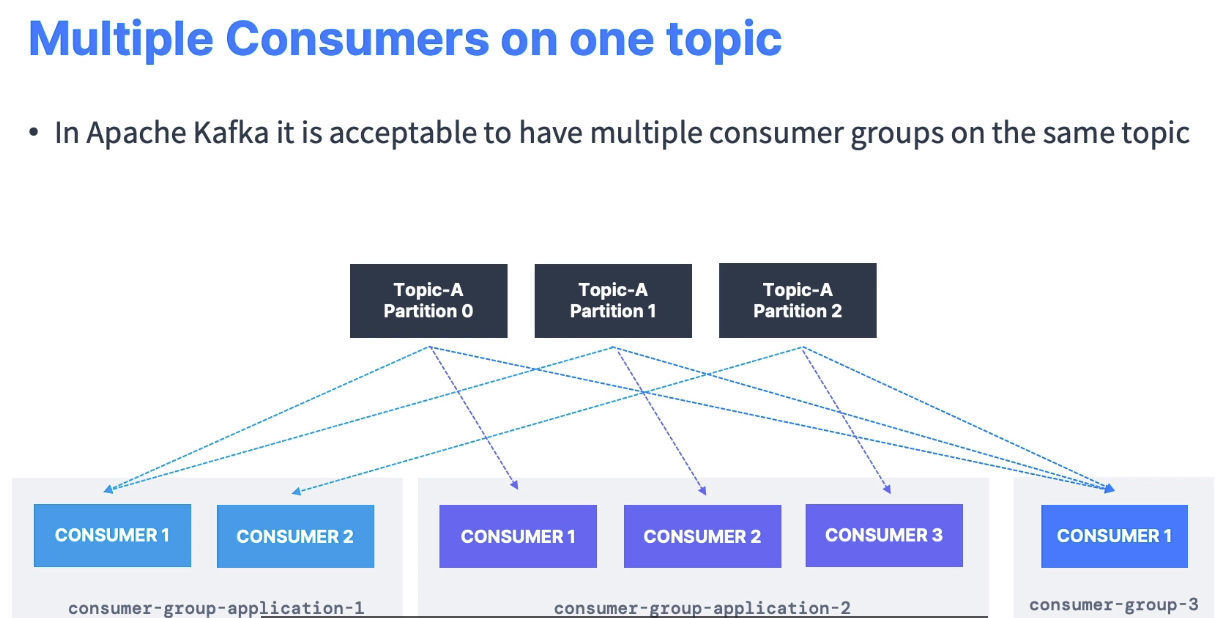 Multiple Consumers on one topic
• In Apache Kafka it is acceptable to have multiple consumer groups on the same topic
Topic-A
Partition 0
Topic-A
Partition 1
Topic-A
Partition 2
CONSUMER 1
CONSUMER 2
consumer-group-application-1
CONSUMER 1
CONSUMER 2
CONSUMER 3
consumer-group-application-2
CONSUMER 1
consumer-group-3